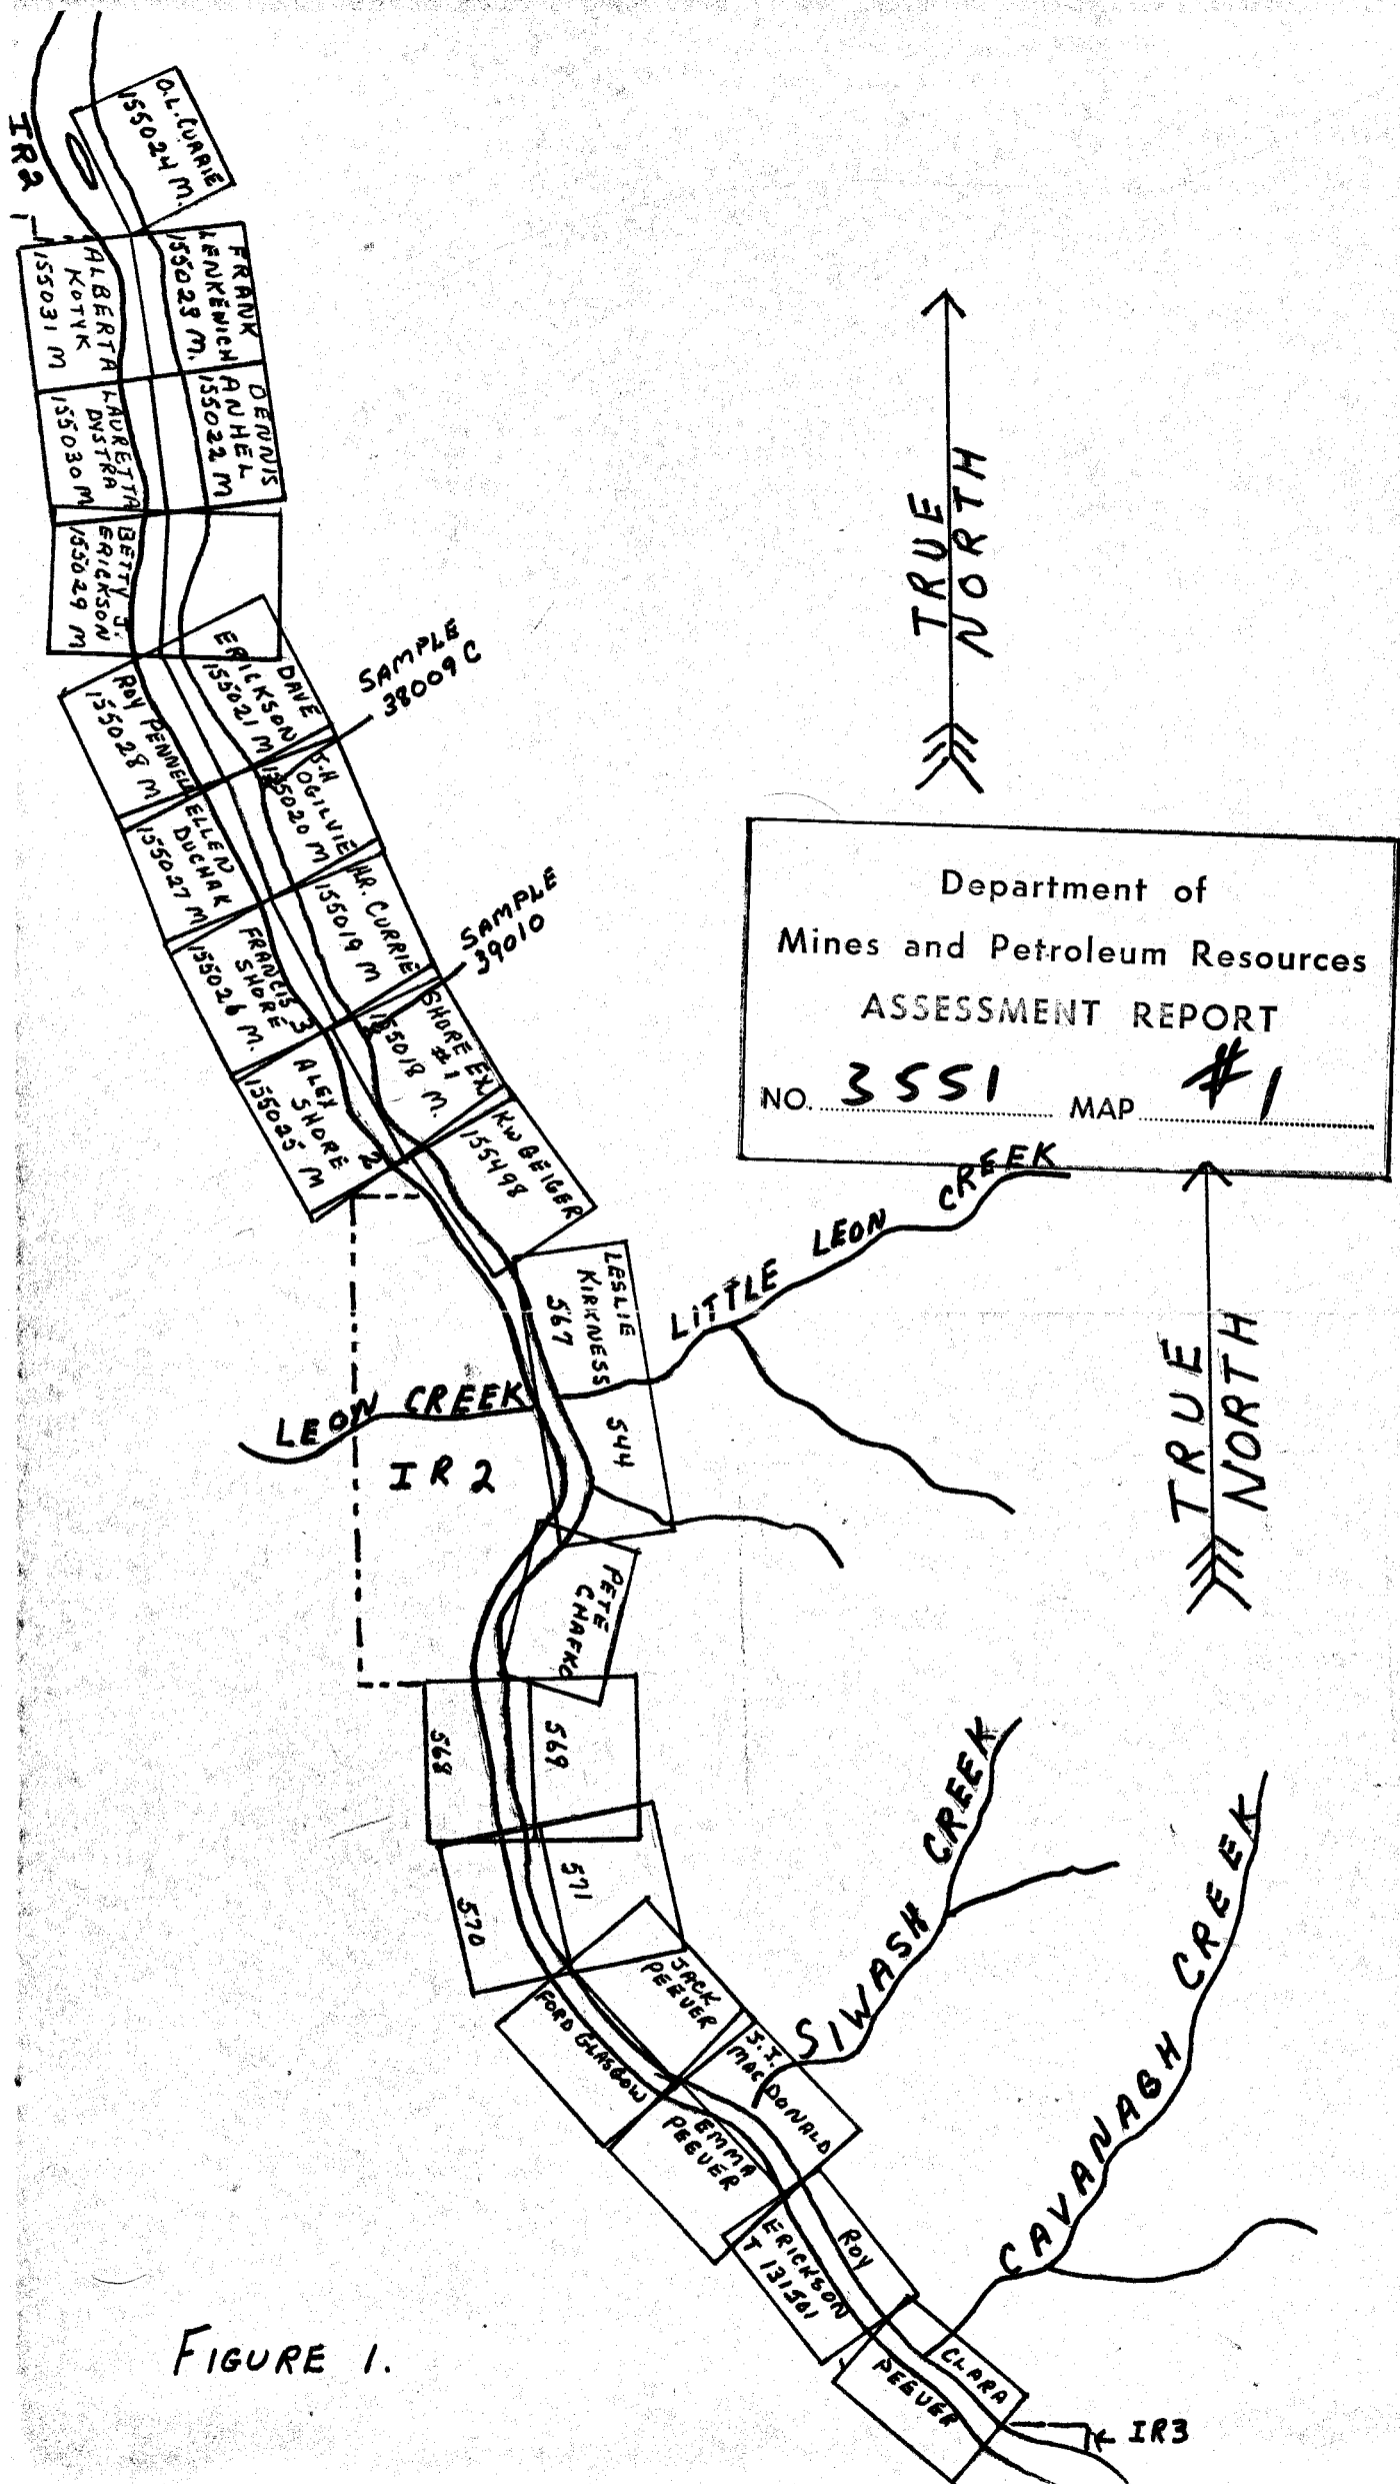 O.L. CURRIE
155024 M.
IR2
FRANK
LENKENICH
155023 M.
ALBERTA
KOTYK
155031 M
DENNIS
ANHEL
155022 M
LAURETTA
DYSTRA
155030 M
BETTY J.
ERICKSON
155029 M
DAVE
ERICKSON
155021 M
SAMPLE
38009 C
ROY PENNELL
155028 M
J.H
OGILVIE
155020 M
ELLEN
DUCHAK
155027 M
H.R. CURRIE
155019 M
SAMPLE
39010
FRANCIS 3
SHORE
155026 M.
SHORE EX
#1
155018 M.
ALEX
SHORE 2
155025 M
KW GEIGER
155498
TRUE
NORTH
Department of
Mines and Petroleum Resources
ASSESSMENT REPORT
NO. 3551 MAP #1
LITTLE LEON CREEK
LESLIE
KIRKNESS
567
544
LEON CREEK
IR 2
TRUE
NORTH
PETE
CHAFKO
568
569
570
571
SIWASH CREEK
CAVANAGH CREEK
JACK
PEEVER
FORD GLASGOW
S.I.
MACDONALD
EMMA
PEEVER
ROY
ERICKSON
T 131501
CLARA
PEEVER
IR3
FIGURE 1.